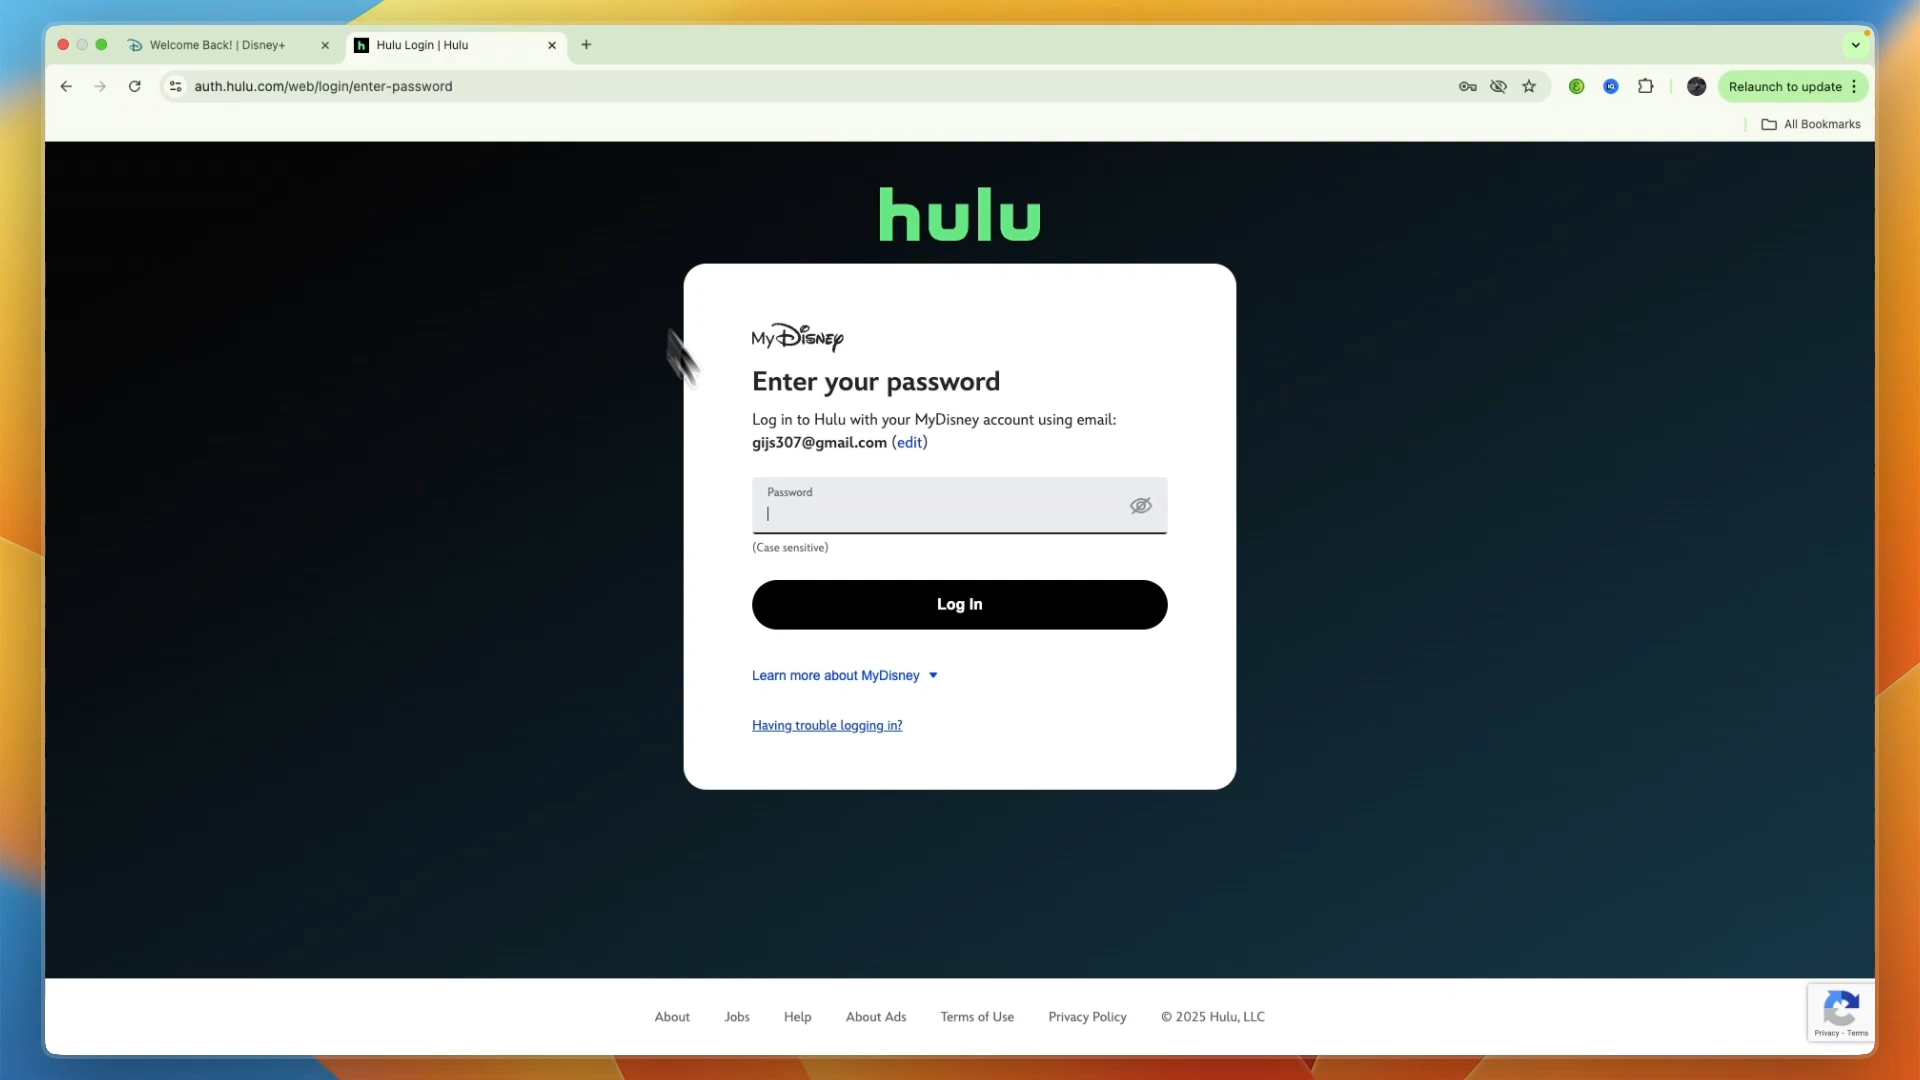 Welcome Back! | Disney+
Hulu Login | Hulu
auth.hulu.com/web/login/enter-password
Relaunch to update
All Bookmarks
hulu
MyDisney
Enter your password
Log in to Hulu with your MyDisney account using email:
gijs307@gmail.com (edit)
Password
(Case sensitive)
Log In
Learn more about MyDisney
Having trouble logging in?
About Jobs Help About Ads Terms of Use Privacy Policy © 2025 Hulu, LLC
Privacy - Terms